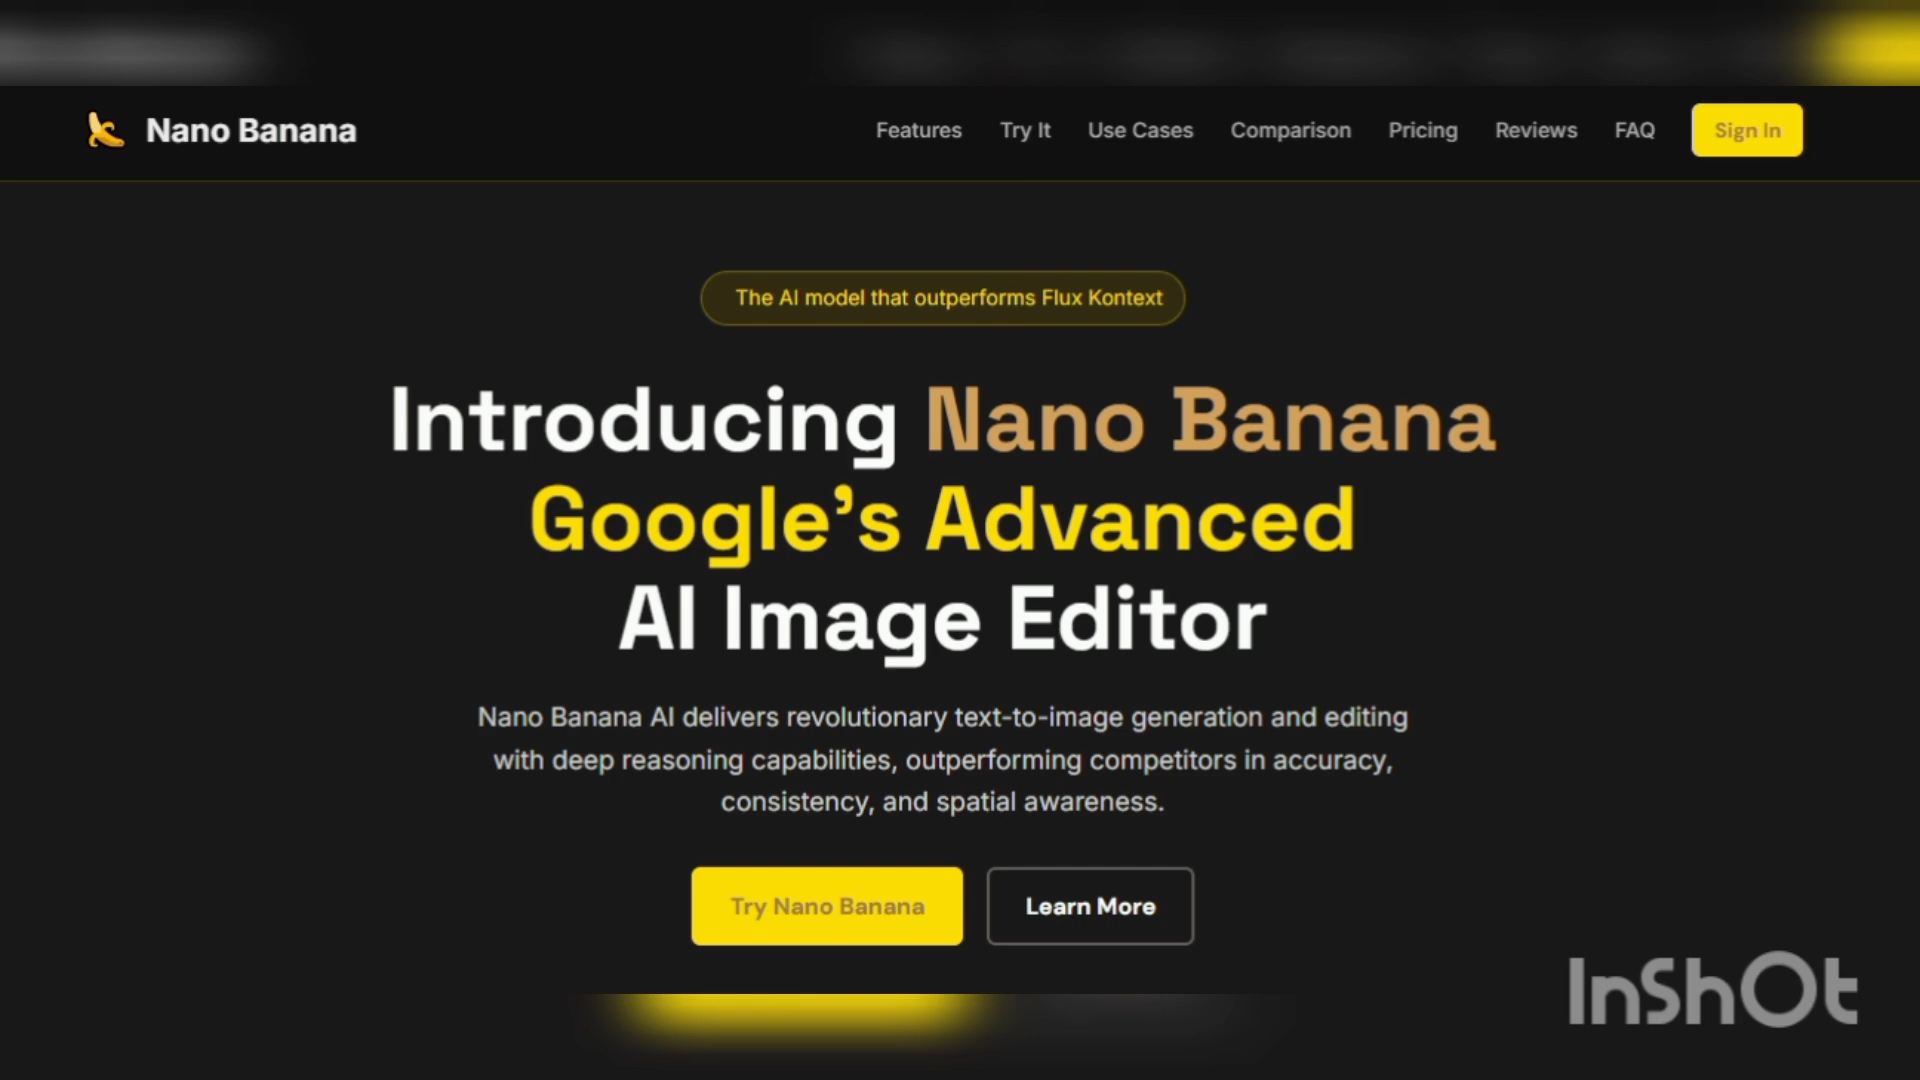 Nano Banana
Features Try It Use Cases Comparison Pricing Reviews FAQ Sign In
The AI model that outperforms Flux Kontext
Introducing Nano Banana
Google’s Advanced
AI Image Editor
Nano Banana AI delivers revolutionary text-to-image generation and editing
with deep reasoning capabilities, outperforming competitors in accuracy,
consistency, and spatial awareness.
Try Nano Banana Learn More
InShOt